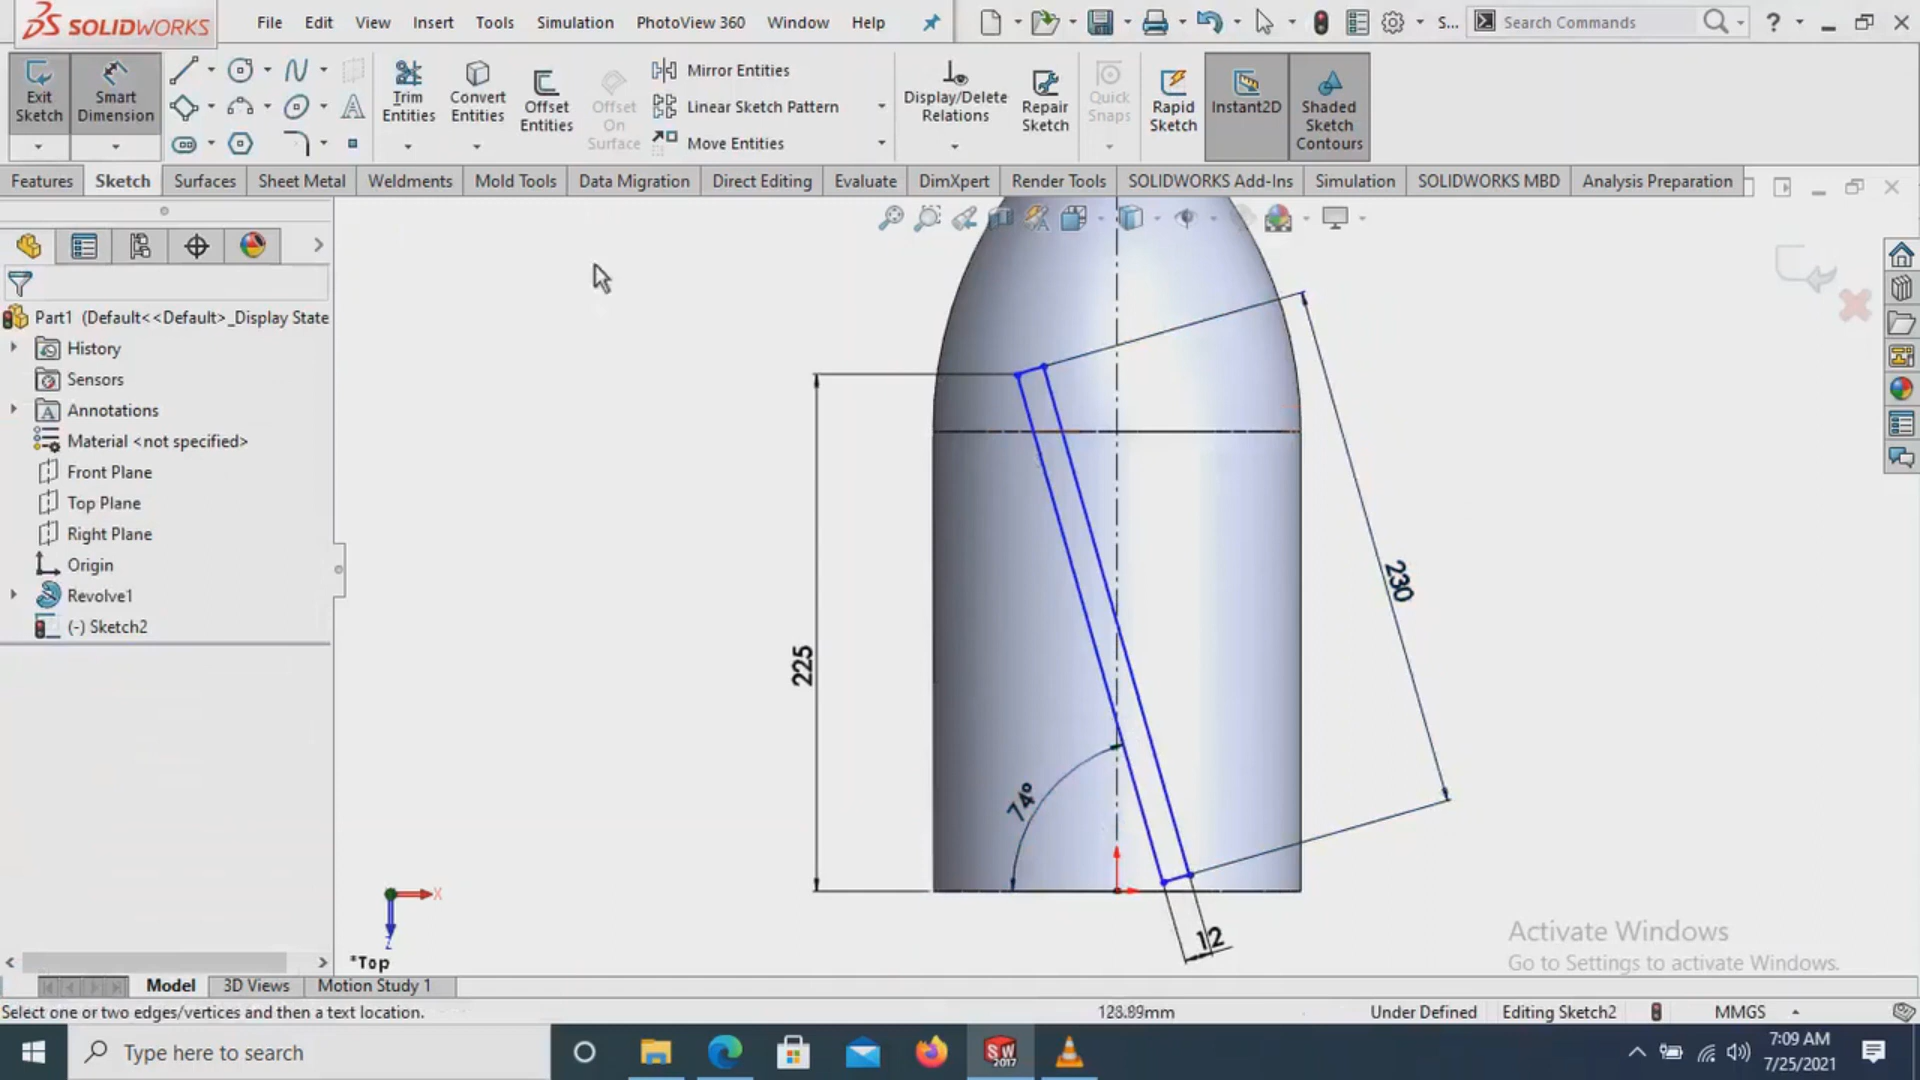 SOLIDWORKS
File Edit View Insert Tools Simulation PhotoView 360 Window Help
S...
Search Commands
Exit Sketch
Smart Dimension
Trim Entities
Convert Entities
Offset Entities
Offset On Surface
Mirror Entities
Linear Sketch Pattern
Move Entities
Display/Delete Relations
Repair Sketch
Quick Snaps
Rapid Sketch
Instant2D
Shaded Sketch Contours
Features Sketch Surfaces Sheet Metal Weldments Mold Tools Data Migration Direct Editing Evaluate DimXpert Render Tools SOLIDWORKS Add-Ins Simulation SOLIDWORKS MBD Analysis Preparation
Part1 (Default<<Default>_Display State
History
Sensors
Annotations
Material <not specified>
Front Plane
Top Plane
Right Plane
Origin
Revolve1
(-) Sketch2
225
230
74°
12
X
Z
*Top
Activate Windows
Go to Settings to activate Windows.
Model 3D Views Motion Study 1
Select one or two edges/vertices and then a text location.
128.89mm
Under Defined
Editing Sketch2
MMGS
Type here to search
SW
2017
7:09 AM
7/25/2021